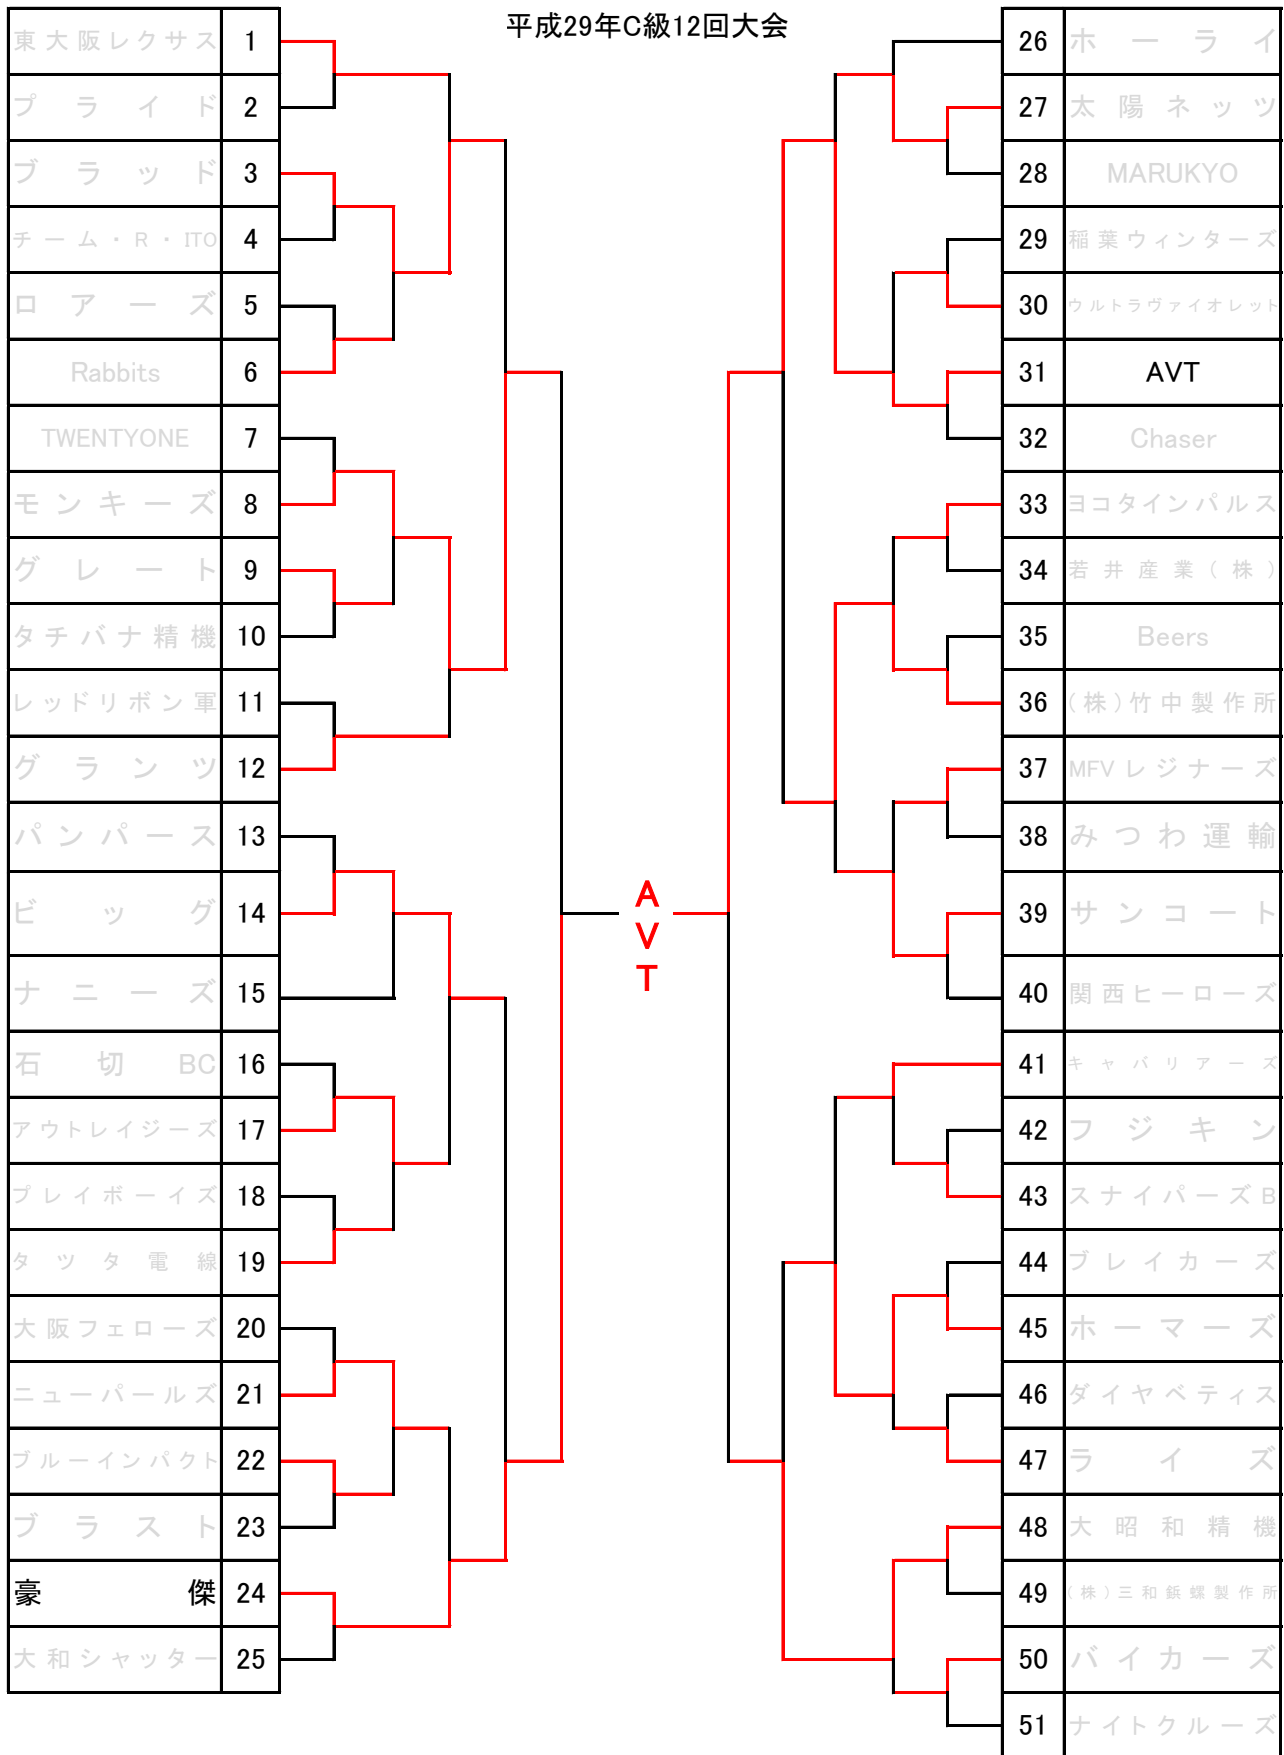 平成29年C級12回大会
東大阪レクサス 1
プライド 2
ブラッド 3
チーム・R・ITO 4
ロアーズ 5
Rabbits 6
TWENTYONE 7
モンキーズ 8
グレート 9
タチバナ精機 10
レッドリボン軍 11
グランツ 12
パンパース 13
ビッグ 14
ナニーズ 15
石切BC 16
アウトレイジーズ 17
プレイボーイズ 18
タツタ電線 19
大阪フェローズ 20
ニューパールズ 21
ブルーインパクト 22
ブラスト 23
豪傑 24
大和シャッター 25
AVT
26 ホーライ
27 太陽ネッツ
28 MARUKYO
29 稲葉ウィンターズ
30 ウルトラヴァイオレット
31 AVT
32 Chaser
33 ヨコタインパルス
34 若井産業(株)
35 Beers
36 (株)竹中製作所
37 MFVレジナーズ
38 みつわ運輸
39 サンコート
40 関西ヒーローズ
41 キャバリアーズ
42 フジキン
43 スナイパーズB
44 ブレイカーズ
45 ホーマーズ
46 ダイヤベティス
47 ライズ
48 大昭和精機
49 (株)三和鋲螺製作所
50 バイカーズ
51 ナイトクルーズ